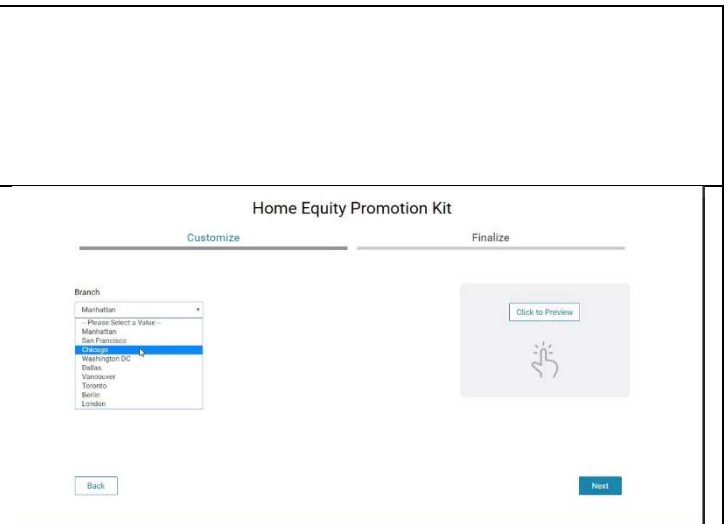 Home Equity Promotion Kit
Customize
Finalize
Branch
Manhattan
-- Please Select a Value --
Manhattan
San Francisco
Chicago
Washington DC
Dallas
Vancouver
Toronto
Berlin
London
Click to Preview
Back
Next